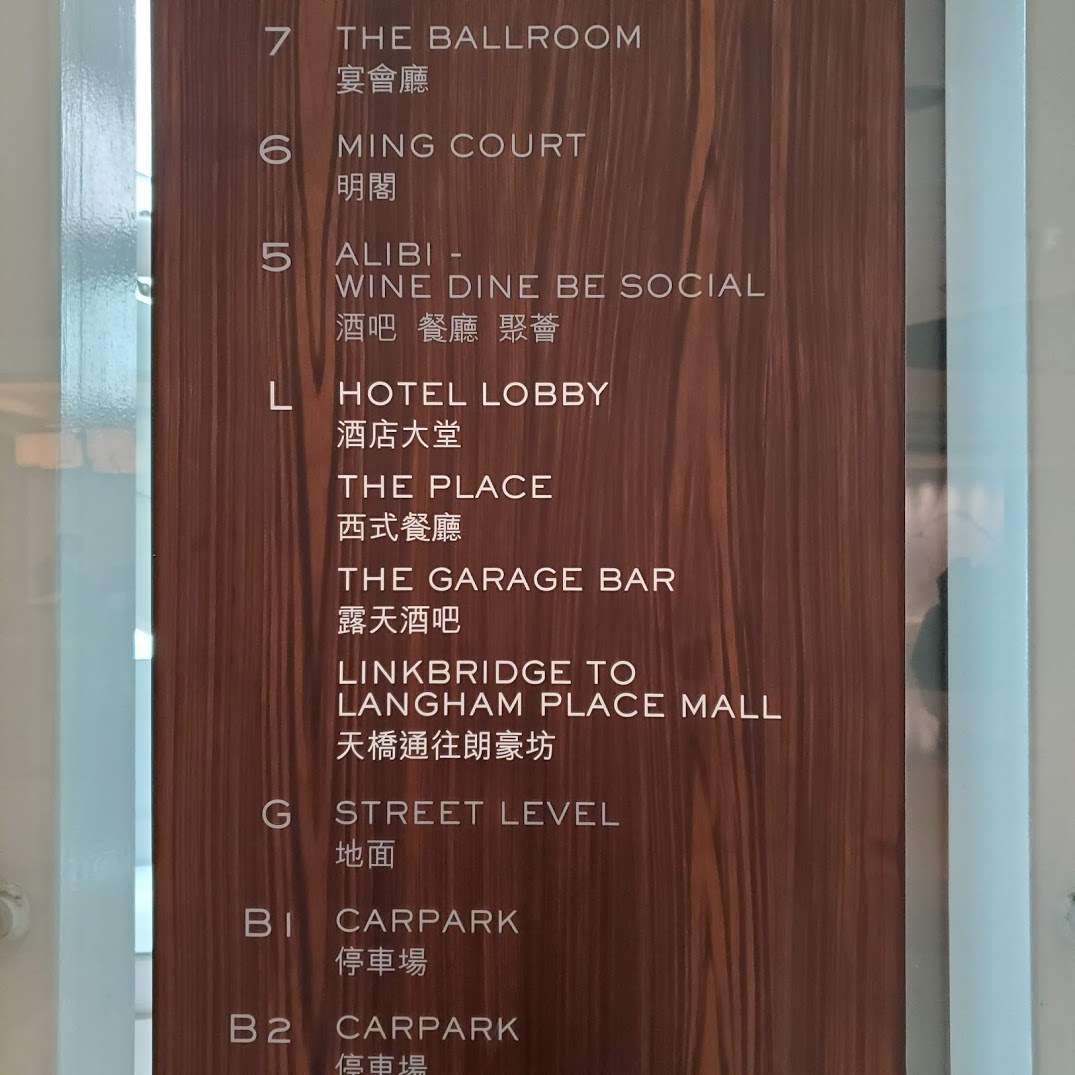 7 THE BALLROOM
宴會廳
6 MING COURT
明閣
5 ALIBI -
WINE DINE BE SOCIAL
酒吧 餐廳 聚薈
L HOTEL LOBBY
酒店大堂
THE PLACE
西式餐廳
THE GARAGE BAR
露天酒吧
LINKBRIDGE TO
LANGHAM PLACE MALL
天橋通往朗豪坊
G STREET LEVEL
地面
B1 CARPARK
停車場
B2 CARPARK
停車場